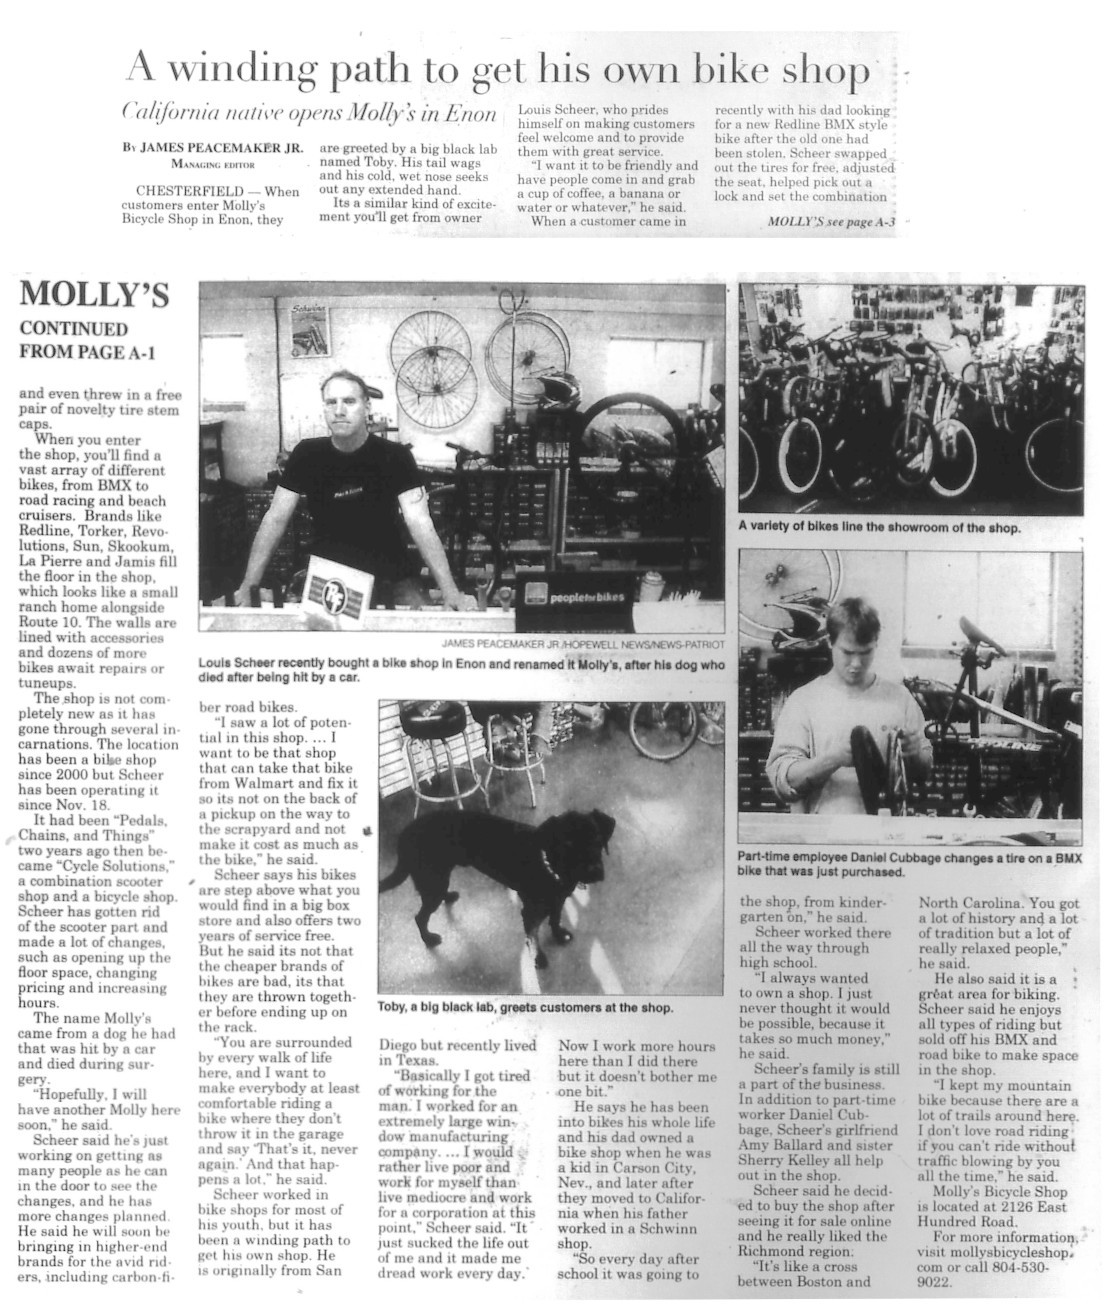 A winding path to get his own bike shop
California native opens Molly's in Enon
By JAMES PEACEMAKER JR.
MANAGING EDITOR
CHESTERFIELD — When
customers enter Molly's
Bicycle Shop in Enon, they
are greeted by a big black lab
named Toby. His tail wags
and his cold, wet nose seeks
out any extended hand.
Its a similar kind of excite-
ment you'll get from owner
Louis Scheer, who prides
himself on making customers
feel welcome and to provide
them with great service.
"I want it to be friendly and
have people come in and grab
a cup of coffee, a banana or
water or whatever," he said.
When a customer came in
recently with his dad looking
for a new Redline BMX style
bike after the old one had
been stolen, Scheer swapped
out the tires for free, adjusted
the seat, helped pick out a
lock and set the combination
MOLLY'S see page A-3
MOLLY'S
CONTINUED
FROM PAGE A-1
and even threw in a free
pair of novelty tire stem
caps.
When you enter
the shop, you'll find a
vast array of different
bikes, from BMX to
road racing and beach
cruisers. Brands like
Redline, Torker, Revo-
lutions, Sun, Skookum,
La Pierre and Jamis fill
the floor in the shop,
which looks like a small
ranch home alongside
Route 10. The walls are
lined with accessories
and dozens of more
bikes await repairs or
tuneups.
The shop is not com-
pletely new as it has
gone through several in-
carnations. The location
has been a bike shop
since 2000 but Scheer
has been operating it
since Nov. 18.
It had been "Pedals,
Chains, and Things"
two years ago then be-
came "Cycle Solutions,"
a combination scooter
shop and a bicycle shop.
Scheer has gotten rid
of the scooter part and
made a lot of changes,
such as opening up the
floor space, changing
pricing and increasing
hours.
The name Molly's
came from a dog he had
that was hit by a car
and died during sur-
gery.
"Hopefully, I will
have another Molly here
soon," he said.
Scheer said he's just
working on getting as
many people as he can
in the door to see the
changes, and he has
more changes planned.
He said he will soon be
bringing in higher-end
brands for the avid rid-
ers, including carbon-fi-
Schwinn
peopleforbikes
JAMES PEACEMAKER JR./HOPEWELL NEWS/NEWS-PATRIOT
Louis Scheer recently bought a bike shop in Enon and renamed it Molly's, after his dog who
died after being hit by a car.
ber road bikes.
"I saw a lot of poten-
tial in this shop. ... I
want to be that shop
that can take that bike
from Walmart and fix it
so its not on the back of
a pickup on the way to
the scrapyard and not
make it cost as much as
the bike," he said.
Scheer says his bikes
are step above what you
would find in a big box
store and also offers two
years of service free.
But he said its not that
the cheaper brands of
bikes are bad, its that
they are thrown togeth-
er before ending up on
the rack.
"You are surrounded
by every walk of life
here, and I want to
make everybody at least
comfortable riding a
bike where they don't
throw it in the garage
and say 'That's it, never
again.' And that hap-
pens a lot," he said.
Scheer worked in
bike shops for most of
his youth, but it has
been a winding path to
get his own shop. He
is originally from San
Toby, a big black lab, greets customers at the shop.
Diego but recently lived
in Texas.
"Basically I got tired
of working for the
man. I worked for an
extremely large win-
dow manufacturing
company. ... I would
rather live poor and
work for myself than
live mediocre and work
for a corporation at this
point," Scheer said. "It
just sucked the life out
of me and it made me
dread work every day.
Now I work more hours
here than I did there
but it doesn't bother me
one bit."
He says he has been
into bikes his whole life
and his dad owned a
bike shop when he was
a kid in Carson City,
Nev., and later after
they moved to Califor-
nia when his father
worked in a Schwinn
shop.
"So every day after
school it was going to
A variety of bikes line the showroom of the shop.
Part-time employee Daniel Cubbage changes a tire on a BMX
bike that was just purchased.
the shop, from kinder-
garten on," he said.
Scheer worked there
all the way through
high school.
"I always wanted
to own a shop. I just
never thought it would
be possible, because it
takes so much money,"
he said.
Scheer's family is still
a part of the business.
In addition to part-time
worker Daniel Cub-
bage, Scheer's girlfriend
Amy Ballard and sister
Sherry Kelley all help
out in the shop.
Scheer said he decid-
ed to buy the shop after
seeing it for sale online
and he really liked the
Richmond region.
"It's like a cross
between Boston and
North Carolina. You got
a lot of history and a lot
of tradition but a lot of
really relaxed people,"
he said.
He also said it is a
great area for biking.
Scheer said he enjoys
all types of riding but
sold off his BMX and
road bike to make space
in the shop.
"I kept my mountain
bike because there are a
lot of trails around here.
I don't love road riding
if you can't ride without
traffic blowing by you
all the time," he said.
Molly's Bicycle Shop
is located at 2126 East
Hundred Road.
For more information,
visit mollysbicycleshop.
com or call 804-530-
9022.